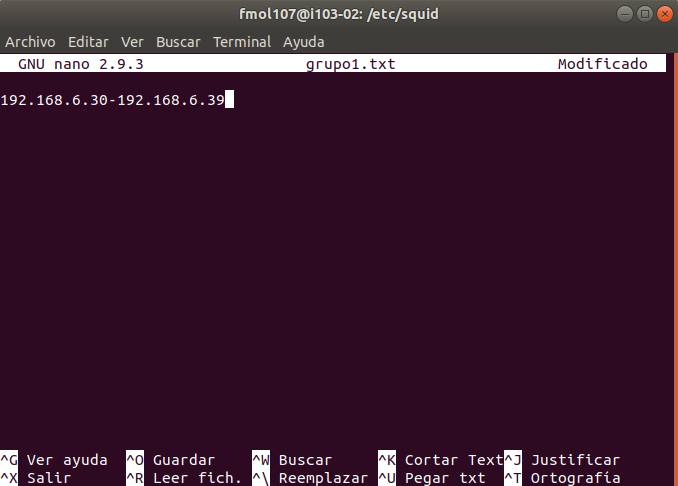 fmol107@i103-02: /etc/squid
Archivo Editar Ver Buscar Terminal Ayuda
GNU nano 2.9.3 grupo1.txt Modificado
192.168.6.30-192.168.6.39
^G Ver ayuda ^O Guardar ^W Buscar ^K Cortar Text ^J Justificar
^X Salir ^R Leer fich. ^\ Reemplazar ^U Pegar txt ^T Ortografía